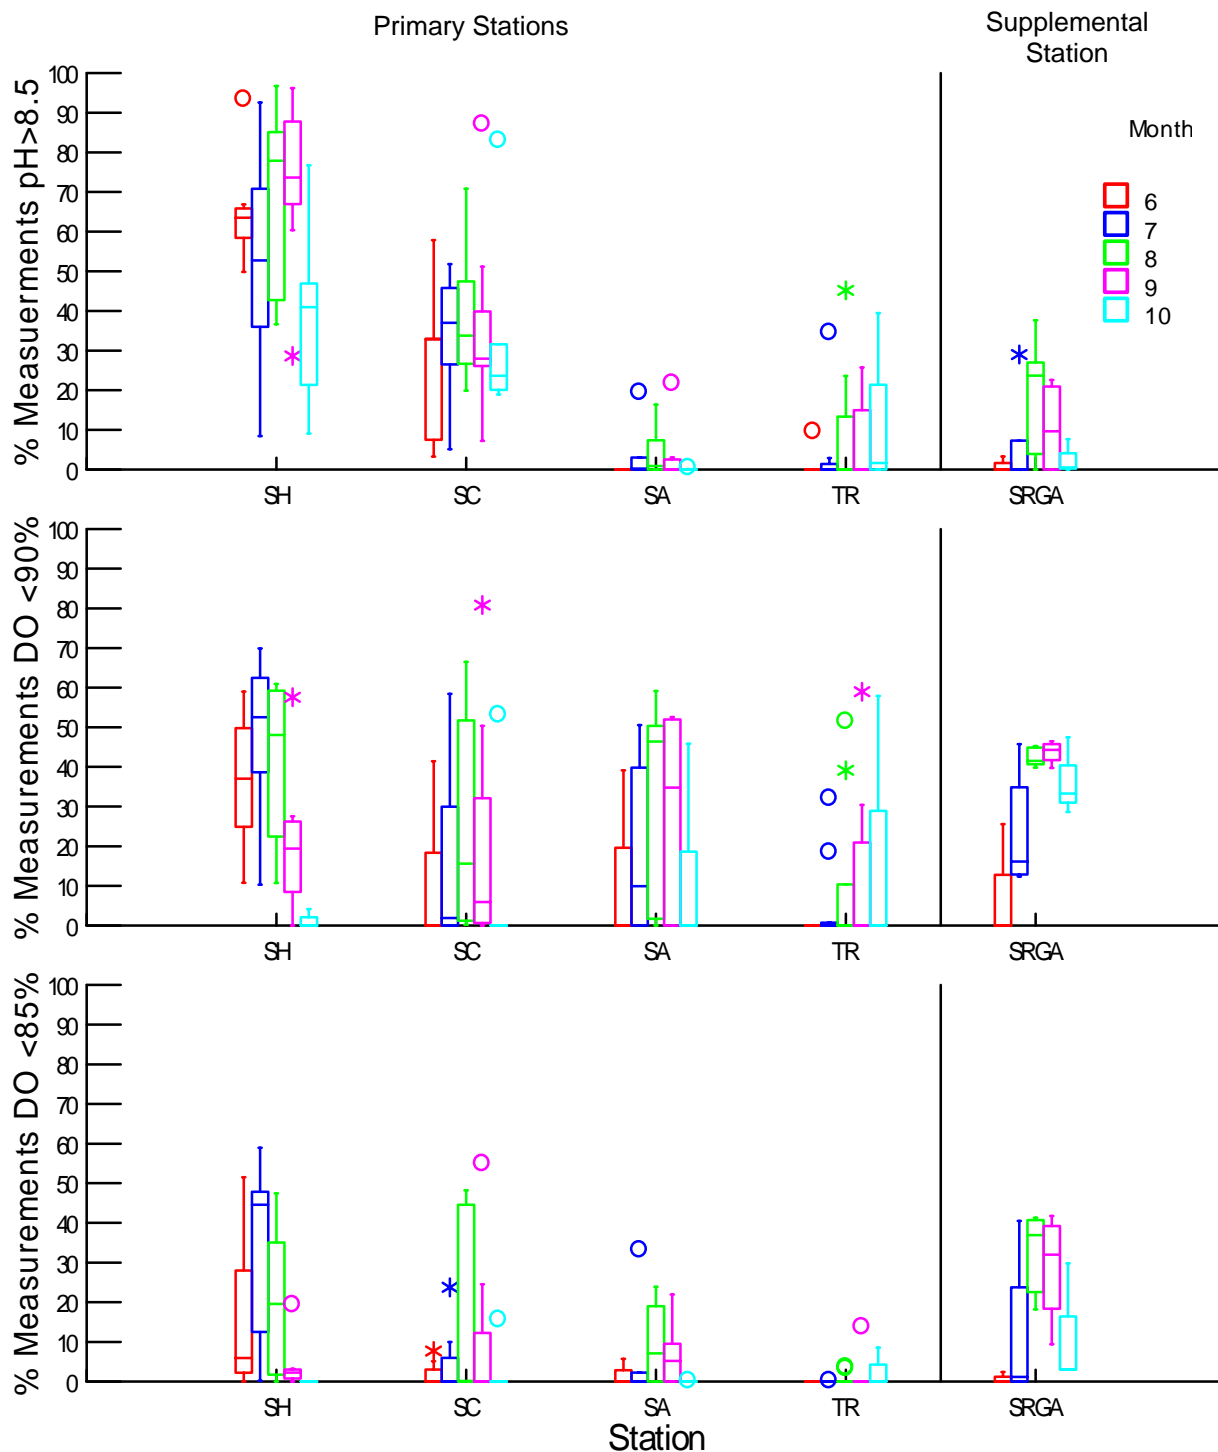 Primary Stations
Supplemental
Station
% Measuerments pH>8.5
100
90
80
70
60
50
40
30
20
10
0
SH
SC
SA
TR
SRGA
Month
6
7
8
9
10
% Measurments DO <90%
100
90
80
70
60
50
40
30
20
10
0
SH
SC
SA
TR
SRGA
% Measurments DO <85%
100
90
80
70
60
50
40
30
20
10
0
SH
SC
SA
TR
SRGA
Station